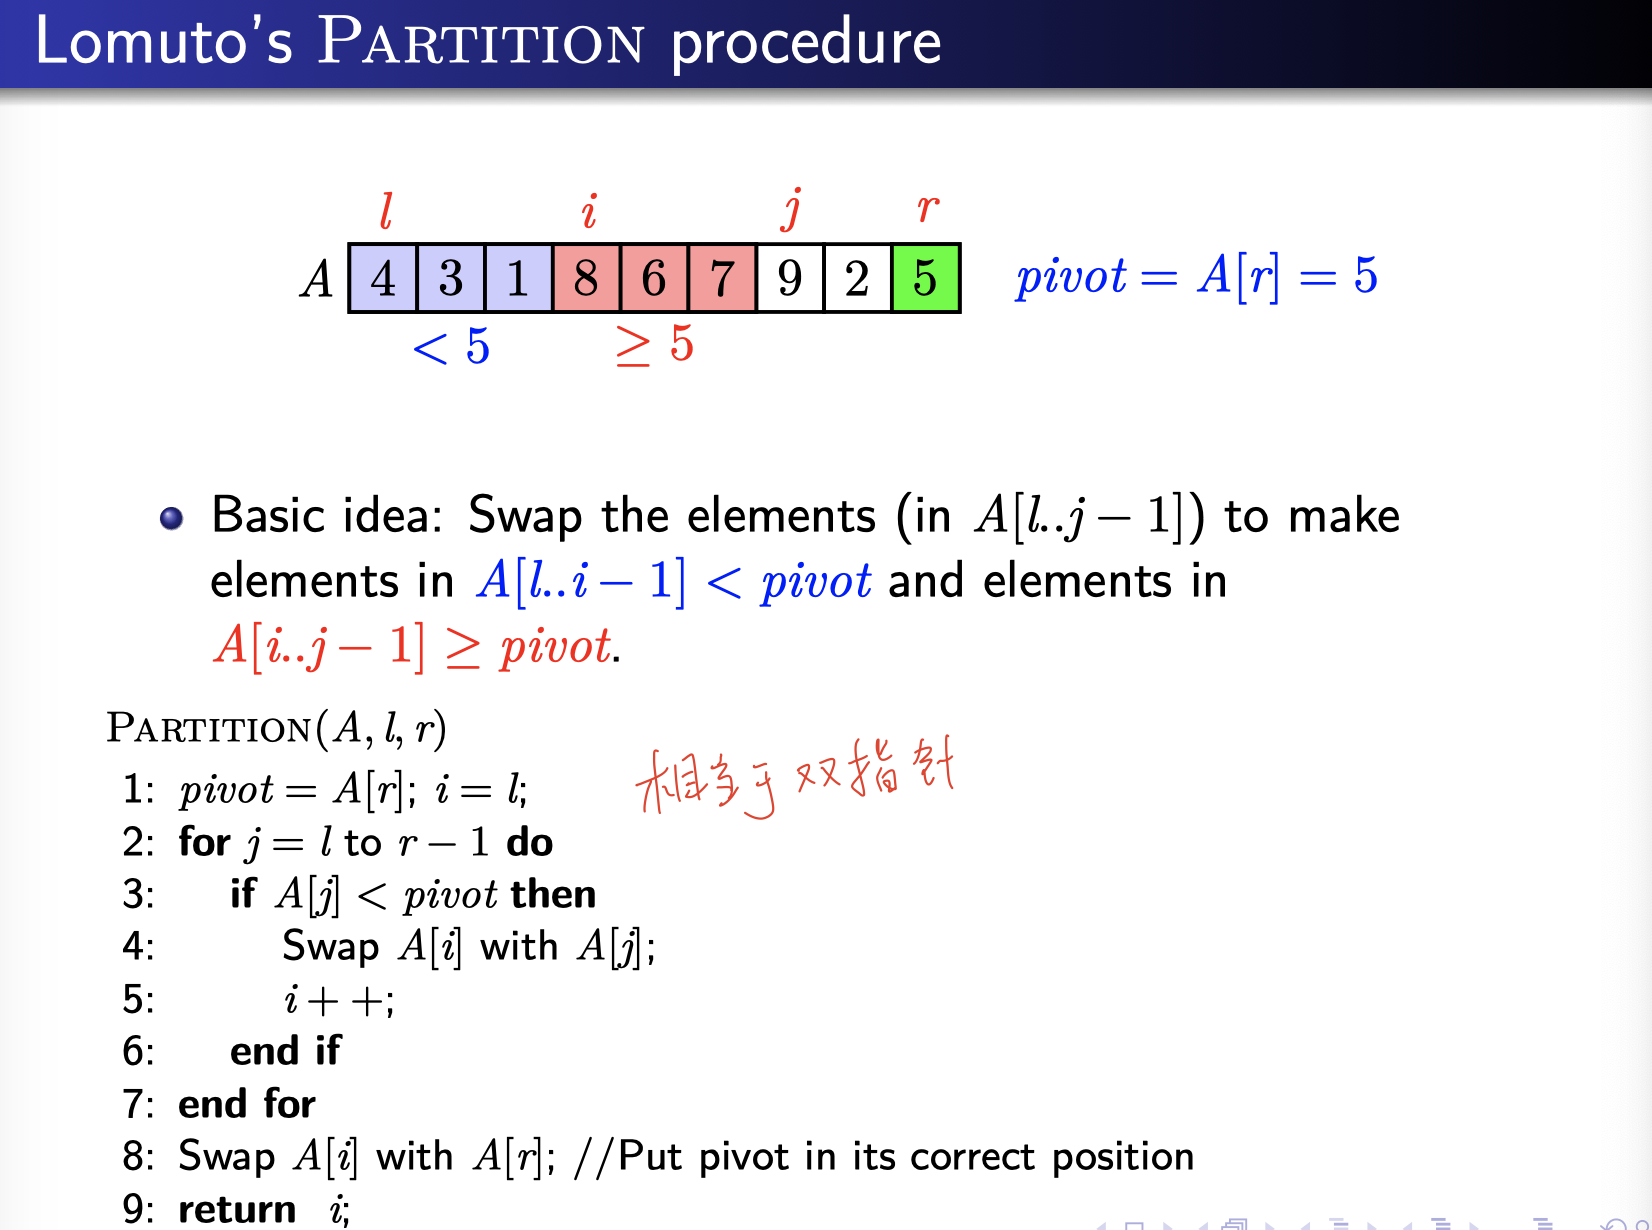 Lomuto's PARTITION procedure
l i j r
A 4 3 1 8 6 7 9 2 5 pivot = A[r] = 5
< 5 ≥ 5
Basic idea: Swap the elements (in A[l..j − 1]) to make
elements in A[l..i − 1] < pivot and elements in
A[i..j − 1] ≥ pivot.
PARTITION(A, l, r)
相当于双指针
1: pivot = A[r]; i = l;
2: for j = l to r − 1 do
3: if A[j] < pivot then
4: Swap A[i] with A[j];
5: i + +;
6: end if
7: end for
8: Swap A[i] with A[r]; //Put pivot in its correct position
9: return i;